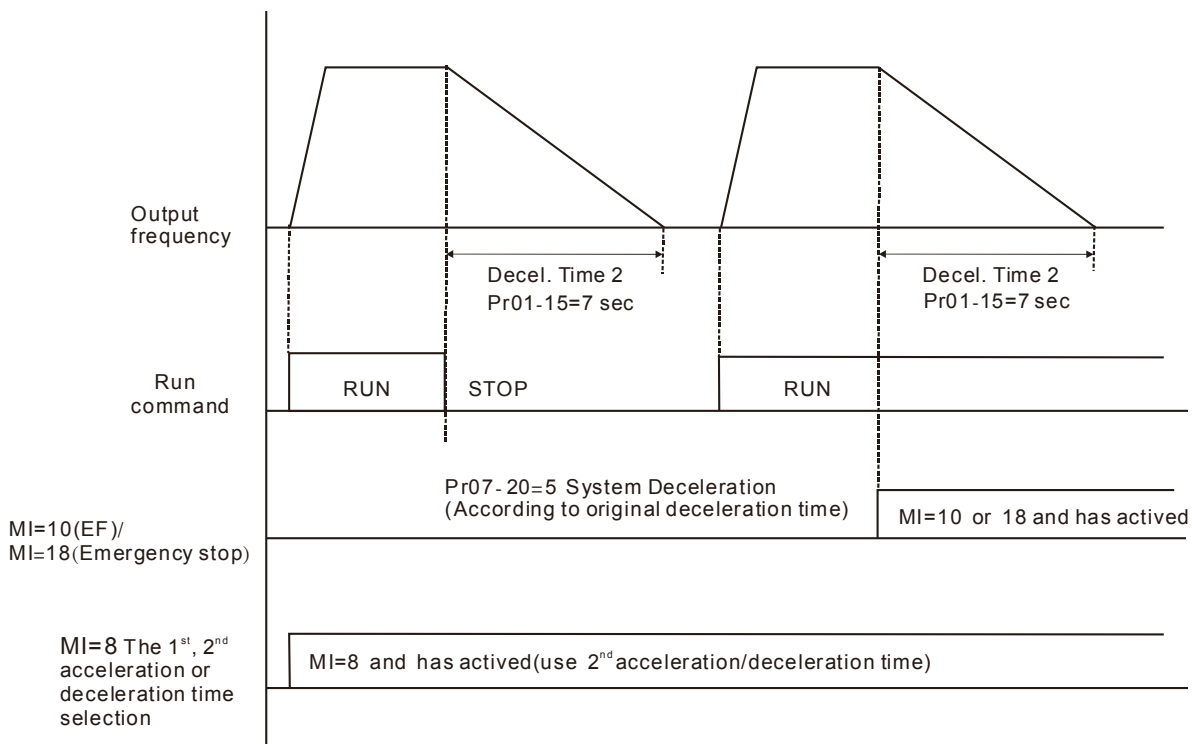 Output
frequency
Decel. Time 2
Pr01-15=7 sec
Decel. Time 2
Pr01-15=7 sec
Run
command
RUN
STOP
RUN
Pr07-20=5 System Deceleration
(According to original deceleration time)
MI=10(EF)/
MI=18(Emergency stop)
MI=10 or 18 and has actived
MI=8 The 1st, 2nd
acceleration or
deceleration time
selection
MI=8 and has actived(use 2nd acceleration/deceleration time)